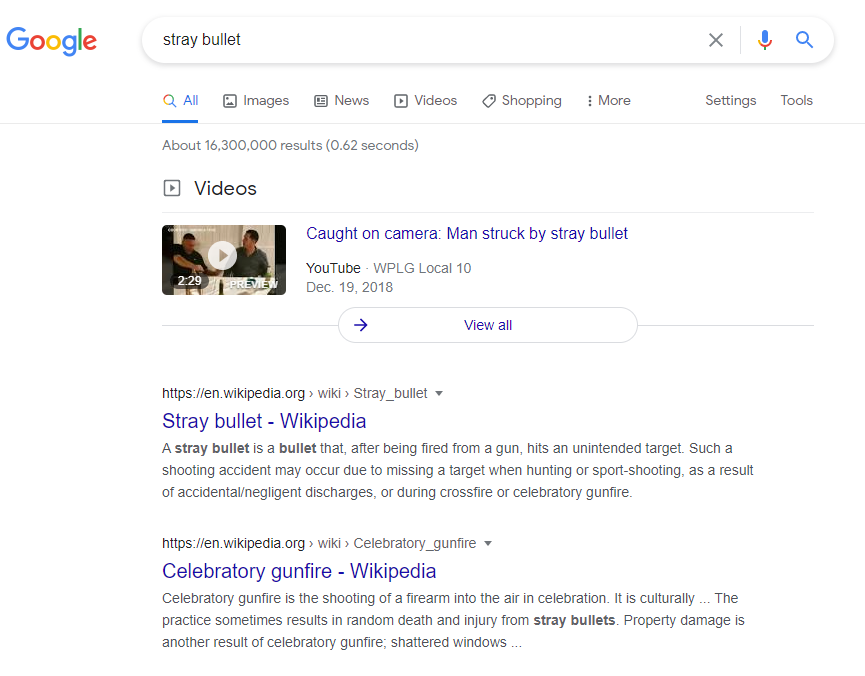 Google
stray bullet
All Images News Videos Shopping More Settings Tools
About 16,300,000 results (0.62 seconds)
Videos
Caught on camera: Man struck by stray bullet
YouTube · WPLG Local 10
Dec. 19, 2018
2:29
PREVIEW
View all
https://en.wikipedia.org › wiki › Stray_bullet
Stray bullet - Wikipedia
A stray bullet is a bullet that, after being fired from a gun, hits an unintended target. Such a
shooting accident may occur due to missing a target when hunting or sport-shooting, as a result
of accidental/negligent discharges, or during crossfire or celebratory gunfire.
https://en.wikipedia.org › wiki › Celebratory_gunfire
Celebratory gunfire - Wikipedia
Celebratory gunfire is the shooting of a firearm into the air in celebration. It is culturally ... The
practice sometimes results in random death and injury from stray bullets. Property damage is
another result of celebratory gunfire; shattered windows ...